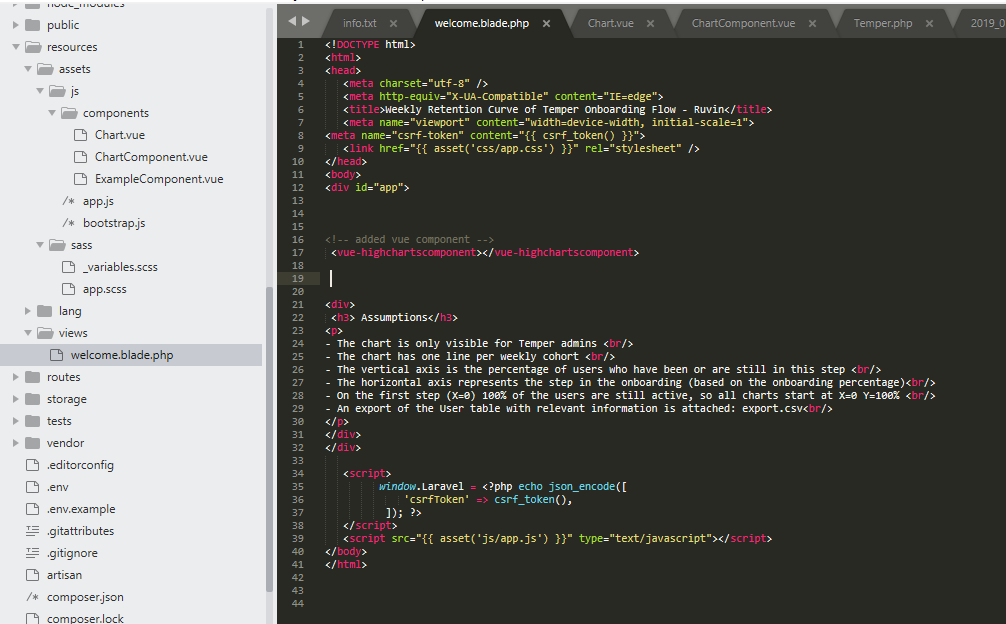 node_modules
public
resources
assets
js
components
Chart.vue
ChartComponent.vue
ExampleComponent.vue
/* app.js
/* bootstrap.js
sass
_variables.scss
app.scss
lang
views
welcome.blade.php
routes
storage
tests
vendor
.editorconfig
.env
.env.example
.gitattributes
.gitignore
artisan
/* composer.json
composer.lock
info.txt × welcome.blade.php × Chart.vue × ChartComponent.vue × Temper.php × 2019_0
1 <!DOCTYPE html>
2 <html>
3 <head>
4 <meta charset="utf-8" />
5 <meta http-equiv="X-UA-Compatible" content="IE=edge">
6 <title>Weekly Retention Curve of Temper Onboarding Flow - Ruvin</title>
7 <meta name="viewport" content="width=device-width, initial-scale=1">
8 <meta name="csrf-token" content="{{ csrf_token() }}">
9 <link href="{{ asset('css/app.css') }}" rel="stylesheet" />
10 </head>
11 <body>
12 <div id="app">
13
14
15
16 <!-- added vue component -->
17 <vue-highchartscomponent></vue-highchartscomponent>
18
19
20
21 <div>
22 <h3> Assumptions</h3>
23 <p>
24 - The chart is only visible for Temper admins <br/>
25 - The chart has one line per weekly cohort <br/>
26 - The vertical axis is the percentage of users who have been or are still in this step <br/>
27 - The horizontal axis represents the step in the onboarding (based on the onboarding percentage)<br/>
28 - On the first step (X=0) 100% of the users are still active, so all charts start at X=0 Y=100% <br/>
29 - An export of the User table with relevant information is attached: export.csv<br/>
30 </p>
31 </div>
32 </div>
33
34 <script>
35 window.Laravel = <?php echo json_encode([
36 'csrfToken' => csrf_token(),
37 ]); ?>
38 </script>
39 <script src="{{ asset('js/app.js') }}" type="text/javascript"></script>
40 </body>
41 </html>
42
43
44